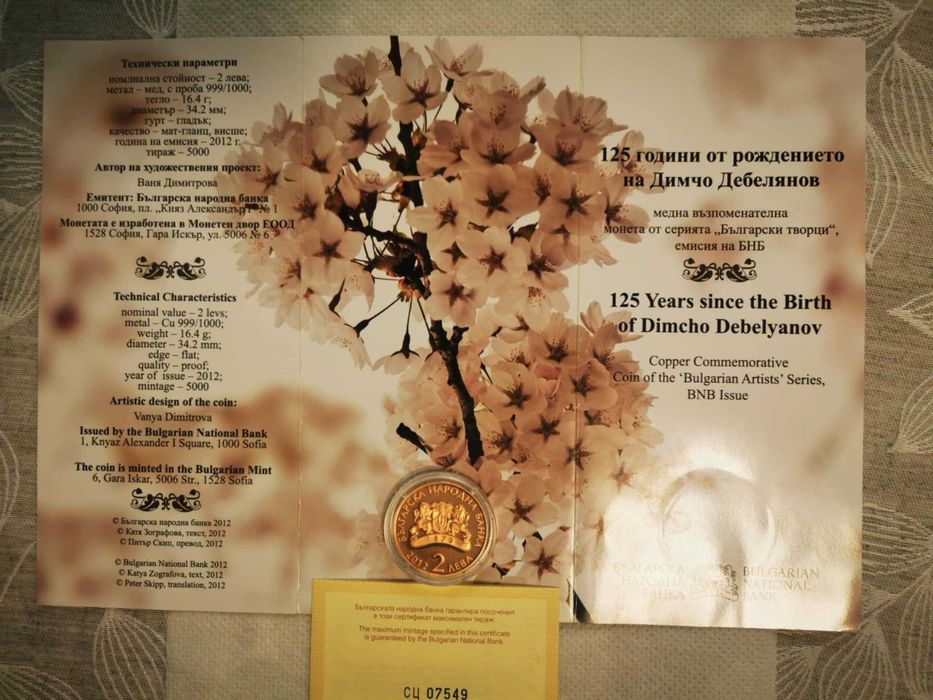 Технически параметри
номинална стойност – 2 лева;
метал – мед, с проба 999/1000;
тегло – 16.4 г;
диаметър – 34.2 мм;
гурт – гладък;
качество – мат-гланц, висше;
година на емисия – 2012 г.
тираж – 5000
Автор на художествения проект:
Ваня Димитрова
Емитент: Българска народна банка
1000 София, пл. „Княз Александър I“ № 1
Монетата е изработена в Монетен двор ЕООД
1528 София, Гара Искър, ул. 5006 № 6
Technical Characteristics
nominal value – 2 levs;
metal – Cu 999/1000;
weight – 16.4 g;
diameter – 34.2 mm;
edge – flat;
quality – proof;
year of issue – 2012;
mintage – 5000
Artistic design of the coin:
Vanya Dimitrova
Issued by the Bulgarian National Bank
1, Knyaz Alexander I Square, 1000 Sofia
The coin is minted in the Bulgarian Mint
6, Gara Iskar, 5006 Str., 1528 Sofia
© Българска народна банка 2012
© Катя Зографова, текст, 2012
© Питър Скип, превод, 2012
© Bulgarian National Bank 2012
© Katya Zografova, text, 2012
© Peter Skipp, translation, 2012
125 години от рождението
на Димчо Дебелянов
медна възпоменателна
монета от серията „Български творци“,
емисия на БНБ
125 Years since the Birth
of Dimcho Debelyanov
Copper Commemorative
Coin of the ‘Bulgarian Artists’ Series,
BNB Issue
БЪЛГАРСКА
НАРОДНА
БАНКА
BULGARIAN
NATIONAL
BANK
БЪЛГАРСКА НАРОДНА БАНКА
1879
2012 2 ЛЕВА
Българската народна банка гарантира посочения
в този сертификат максимален тираж.
The maximum mintage specified in this certificate
is guaranteed by the Bulgarian National Bank.
СЦ 07549